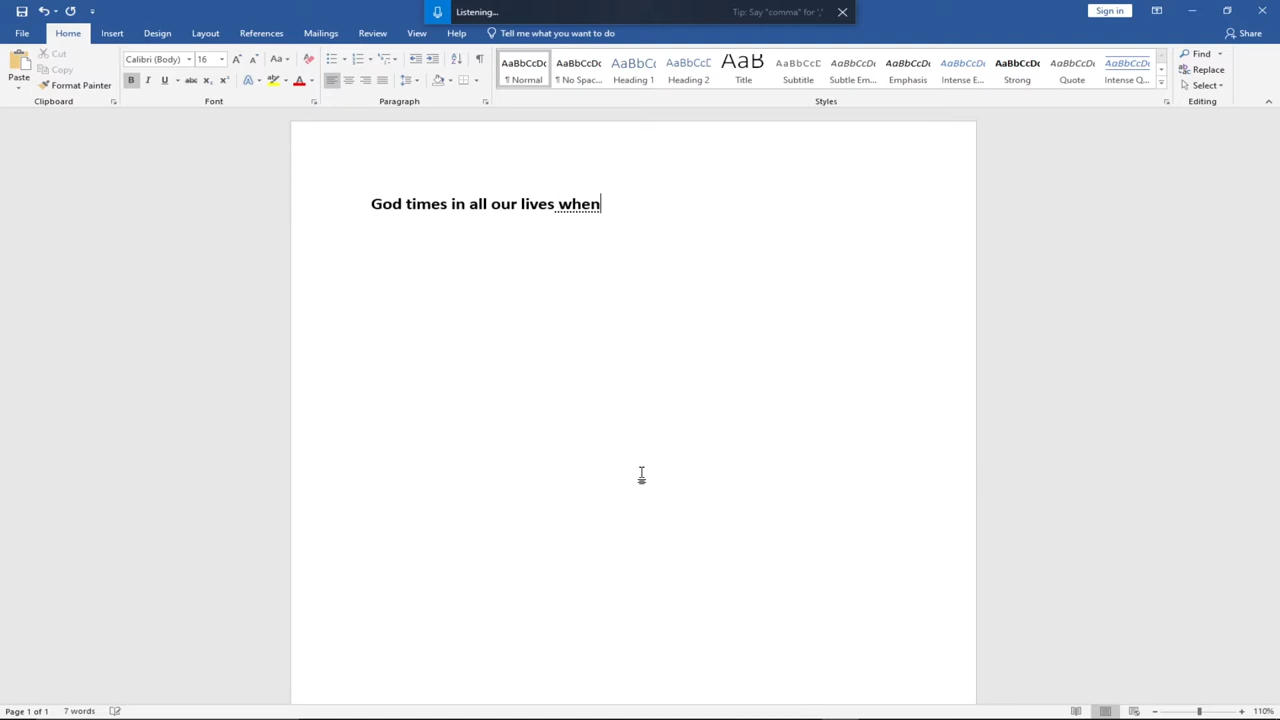 Listening...
Tip: Say "comma" for ','
Sign in
File
Home
Insert
Design
Layout
References
Mailings
Review
View
Help
Tell me what you want to do
Share
Paste
Cut
Copy
Format Painter
Clipboard
Calibri (Body)
16
Font
Paragraph
AaBbCcDc
¶ Normal
AaBbCcDc
¶ No Spac...
AaBbCc
Heading 1
AaBbCcD
Heading 2
AaB
Title
AaBbCcD
Subtitle
AaBbCcDc
Subtle Em...
AaBbCcDc
Emphasis
AaBbCcDc
Intense E...
AaBbCcDc
Strong
AaBbCcDc
Quote
AaBbCcDc
Intense Q...
Styles
Find
Replace
Select
Editing
God times in all our lives when
Page 1 of 1
7 words
110%